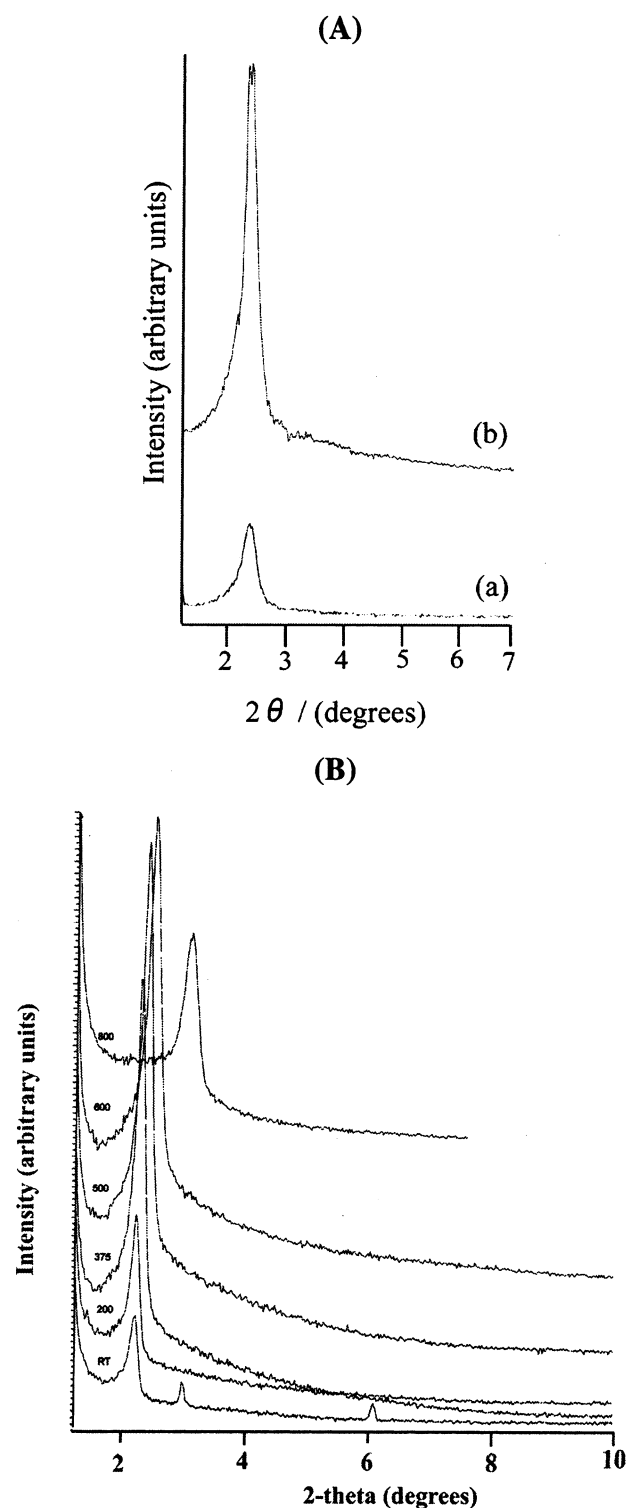 (A)
Intensity (arbitrary units)
(b)
(a)
2 3 4 5 6 7
2 θ / (degrees)
(B)
Intensity (arbitrary units)
800
600
500
375
200
RT
2 4 6 8 10
2-theta (degrees)